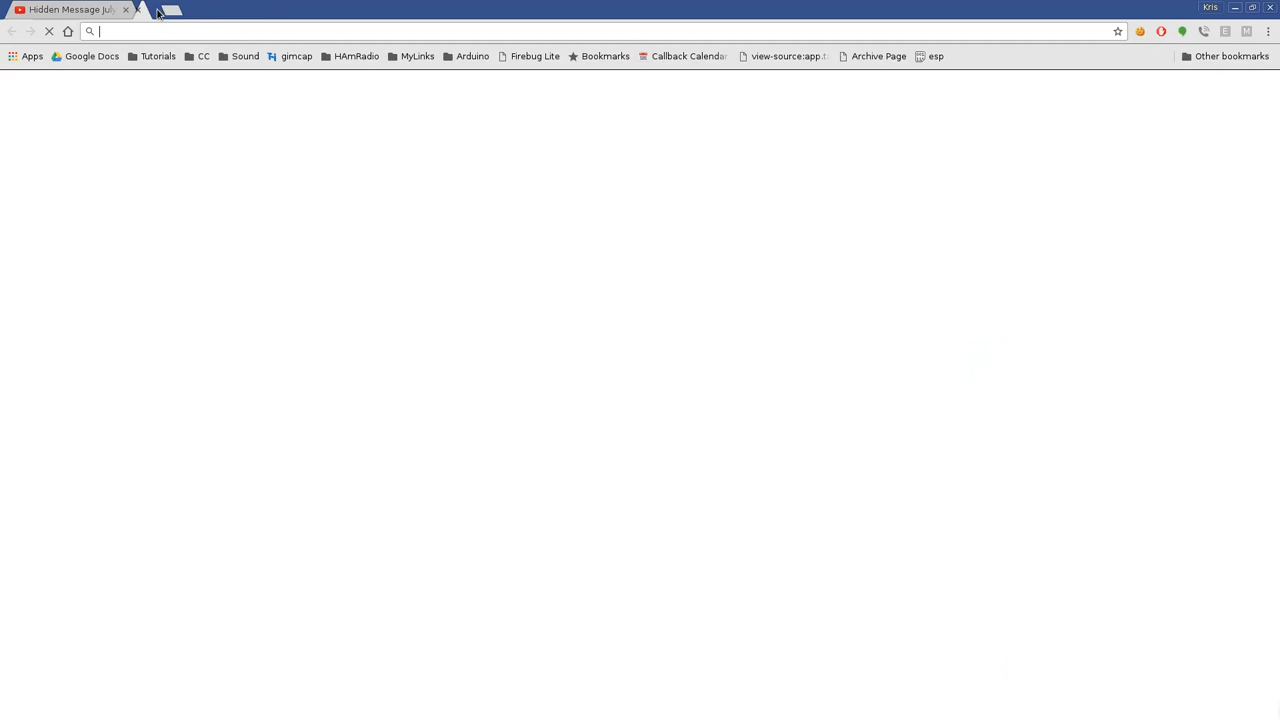 Hidden Message July
Kris
Apps Google Docs Tutorials CC Sound gimcap HAmRadio MyLinks Arduino Firebug Lite Bookmarks Callback Calendar view-source:app.t Archive Page esp Other bookmarks